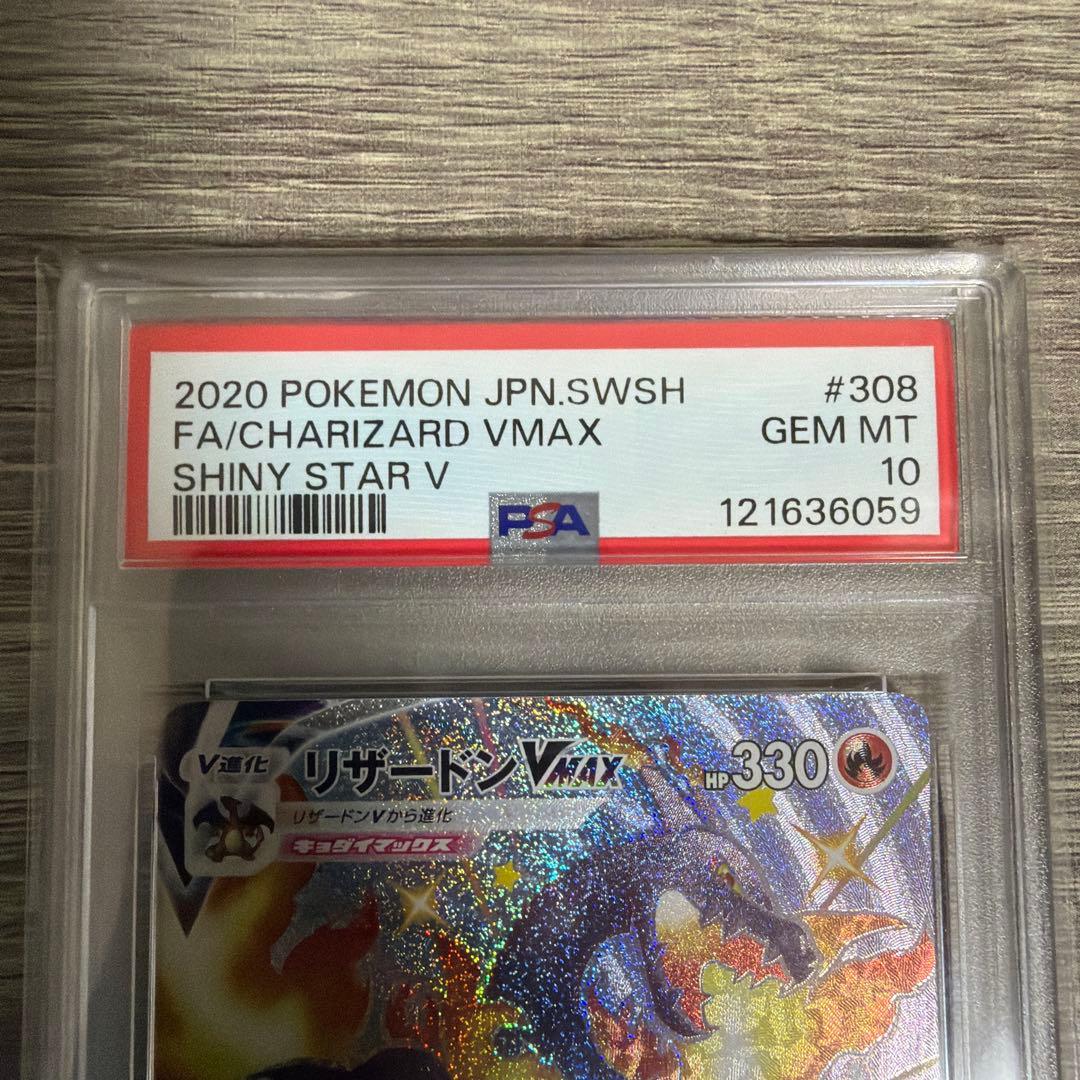 2020 POKEMON JPN.SWSH #308
FA/CHARIZARD VMAX GEM MT
SHINY STAR V 10
121636059
PSA
V進化 リザードンVMAX HP330
リザードンVから進化
キョダイマックス